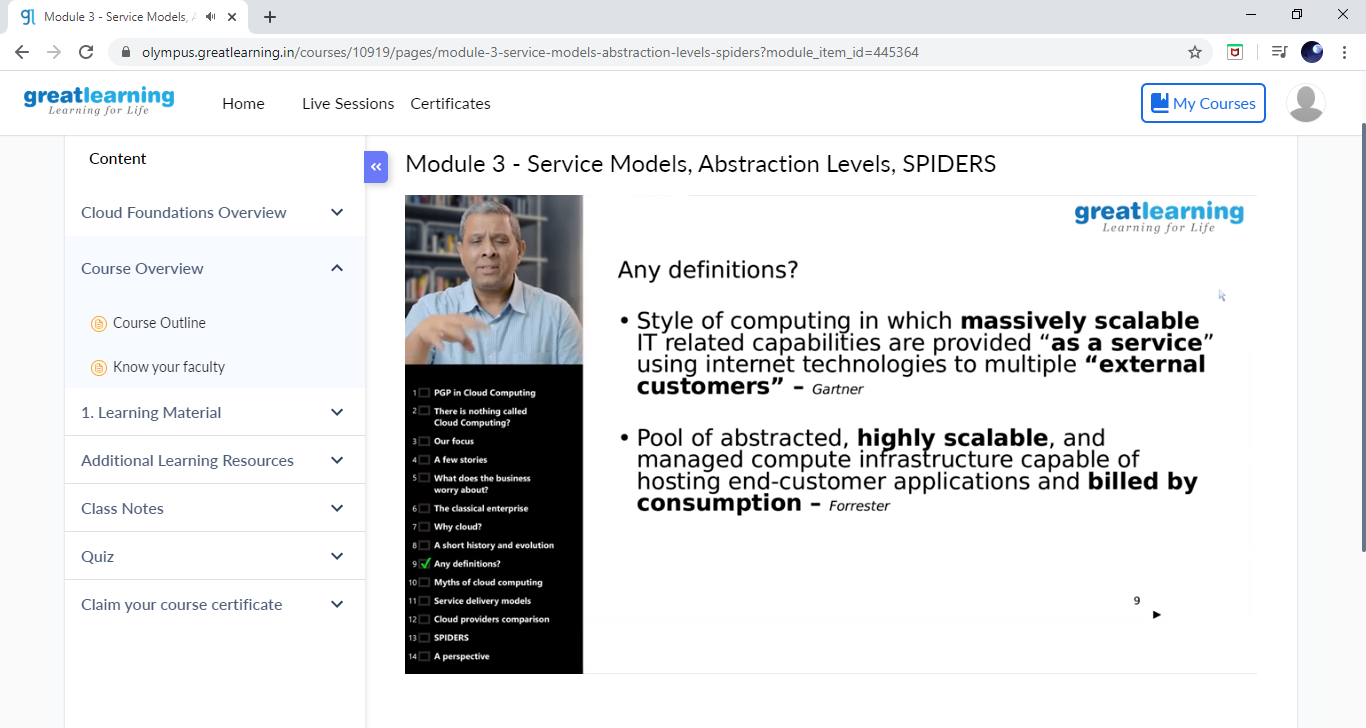 Module 3 - Service Models, A
olympus.greatlearning.in/courses/10919/pages/module-3-service-models-abstraction-levels-spiders?module_item_id=445364
greatlearning
Learning for Life
Home
Live Sessions
Certificates
My Courses
Content
Cloud Foundations Overview
Course Overview
Course Outline
Know your faculty
1. Learning Material
Additional Learning Resources
Class Notes
Quiz
Claim your course certificate
Module 3 - Service Models, Abstraction Levels, SPIDERS
1 PGP in Cloud Computing
2 There is nothing called
Cloud Computing?
3 Our focus
4 A few stories
5 What does the business
worry about?
6 The classical enterprise
7 Why cloud?
8 A short history and evolution
9 Any definitions?
10 Myths of cloud computing
11 Service delivery models
12 Cloud providers comparison
13 SPIDERS
14 A perspective
greatlearning
Learning for Life
Any definitions?
• Style of computing in which massively scalable
IT related capabilities are provided “as a service”
using internet technologies to multiple “external
customers” – Gartner
• Pool of abstracted, highly scalable, and
managed compute infrastructure capable of
hosting end-customer applications and billed by
consumption – Forrester
9